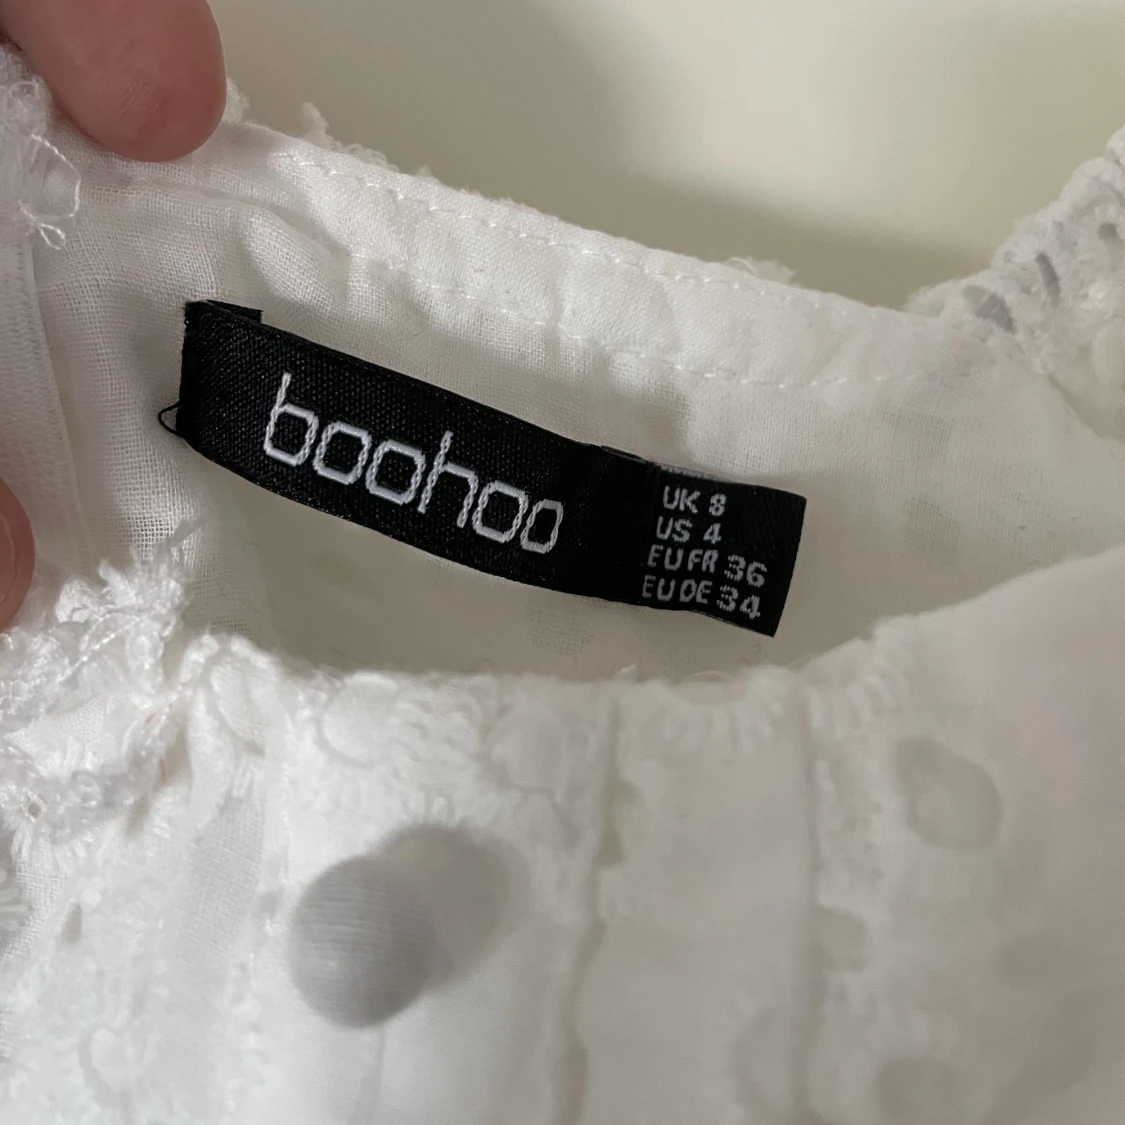 boohoo
UK 8
US 4
EU FR 36
EU DE 34